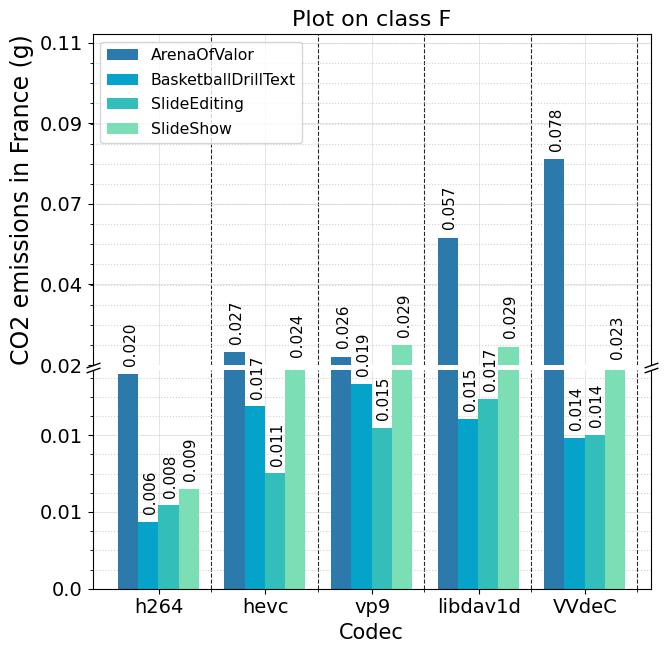 Plot on class F
CO2 emissions in France (g)
0.11
0.09
0.07
0.04
0.02
0.01
0.01
0.0
ArenaOfValor
BasketballDrillText
SlideEditing
SlideShow
0.020
0.006
0.008
0.009
0.027
0.017
0.011
0.024
0.026
0.019
0.015
0.029
0.057
0.015
0.017
0.029
0.078
0.014
0.014
0.023
h264
hevc
vp9
libdav1d
VVdeC
Codec